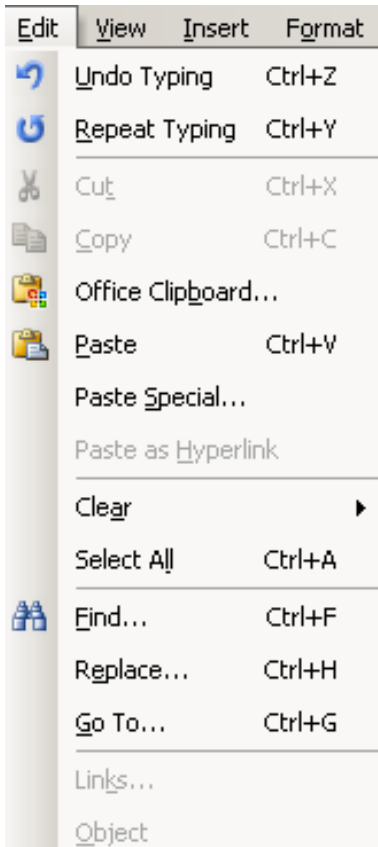 Edit View Insert Format
Undo Typing Ctrl+Z
Repeat Typing Ctrl+Y
Cut Ctrl+X
Copy Ctrl+C
Office Clipboard...
Paste Ctrl+V
Paste Special...
Paste as Hyperlink
Clear
Select All Ctrl+A
Find... Ctrl+F
Replace... Ctrl+H
Go To... Ctrl+G
Links...
Object